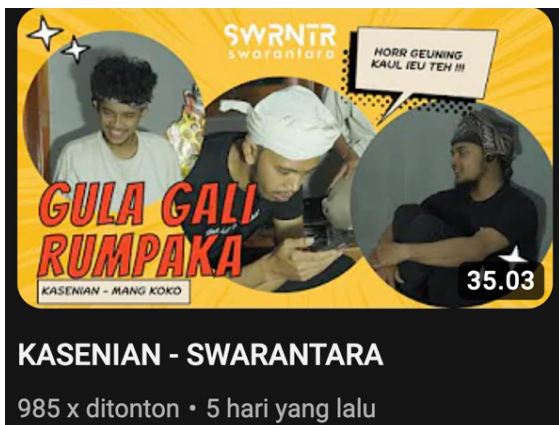 SWRNTR
swarantara
HORR GEUNING
KAUL IEU TEH !!!
GULA GALI
RUMPAKA
KASENIAN - MANG KOKO
35.03
KASENIAN - SWARANTARA
985 x ditonton • 5 hari yang lalu